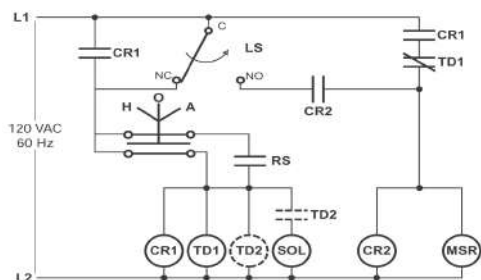 L1
C
CR1
CR1
LS
TD1
NC
NO
O
H A
CR2
120 VAC
60 Hz
RS
TD2
CR1 TD1 TD2 SOL CR2 MSR
L2